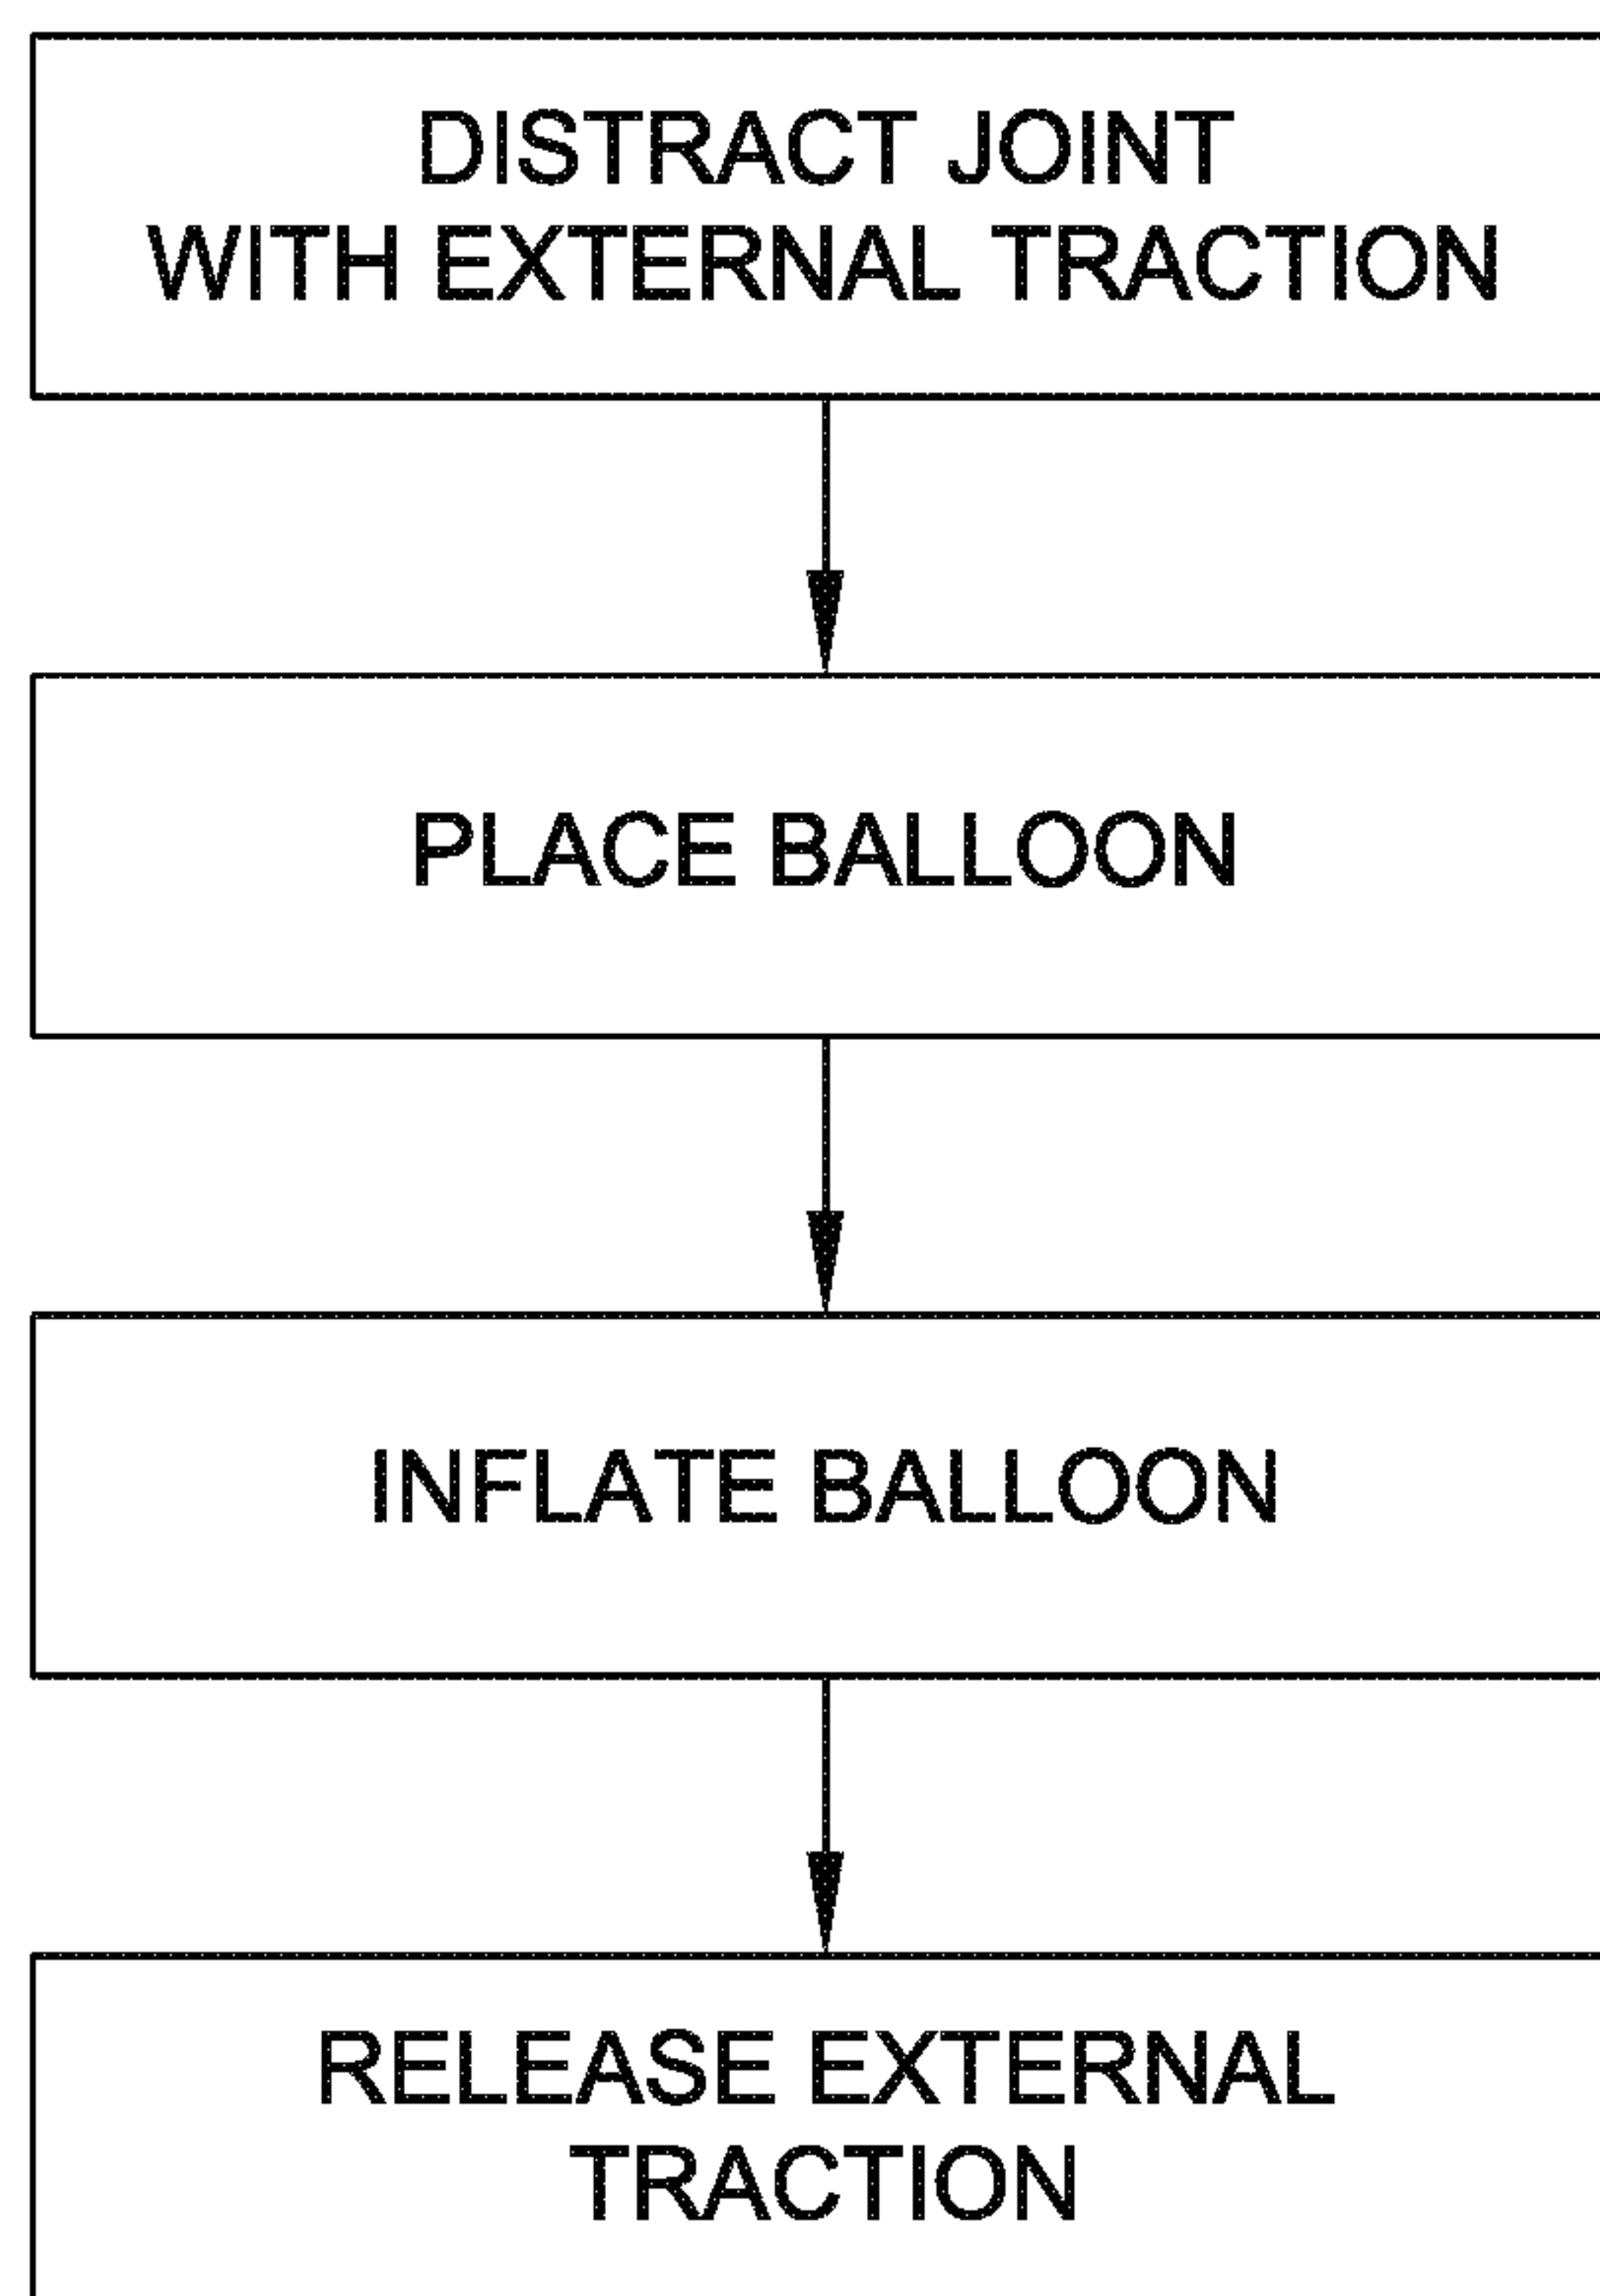 DISTRACT JOINT
WITH EXTERNAL TRACTION
PLACE BALLOON
INFLATE BALLOON
RELEASE EXTERNAL
TRACTION